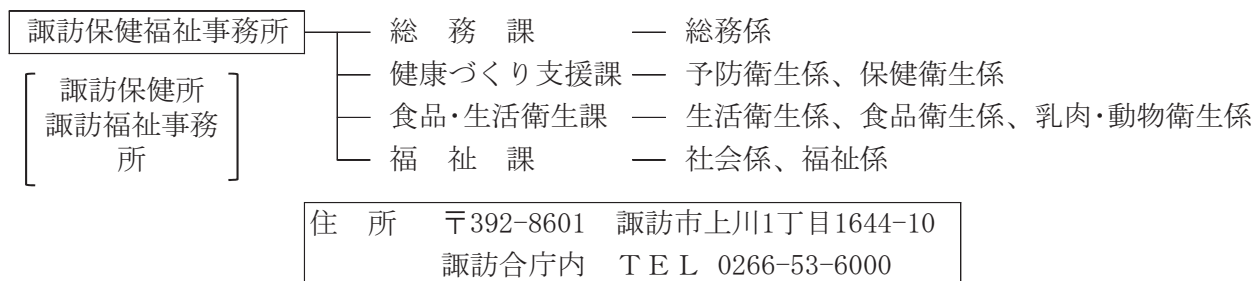 諏訪保健福祉事務所 総 務 課 ― 総務係
健康づくり支援課 ― 予防衛生係、保健衛生係
食品・生活衛生課 ― 生活衛生係、食品衛生係、乳肉・動物衛生係
福 祉 課 ― 社会係、福祉係
諏訪保健所
諏訪福祉事務
所
住 所 〒392-8601 諏訪市上川1丁目1644-10
諏訪合庁内 ＴＥＬ 0266-53-6000